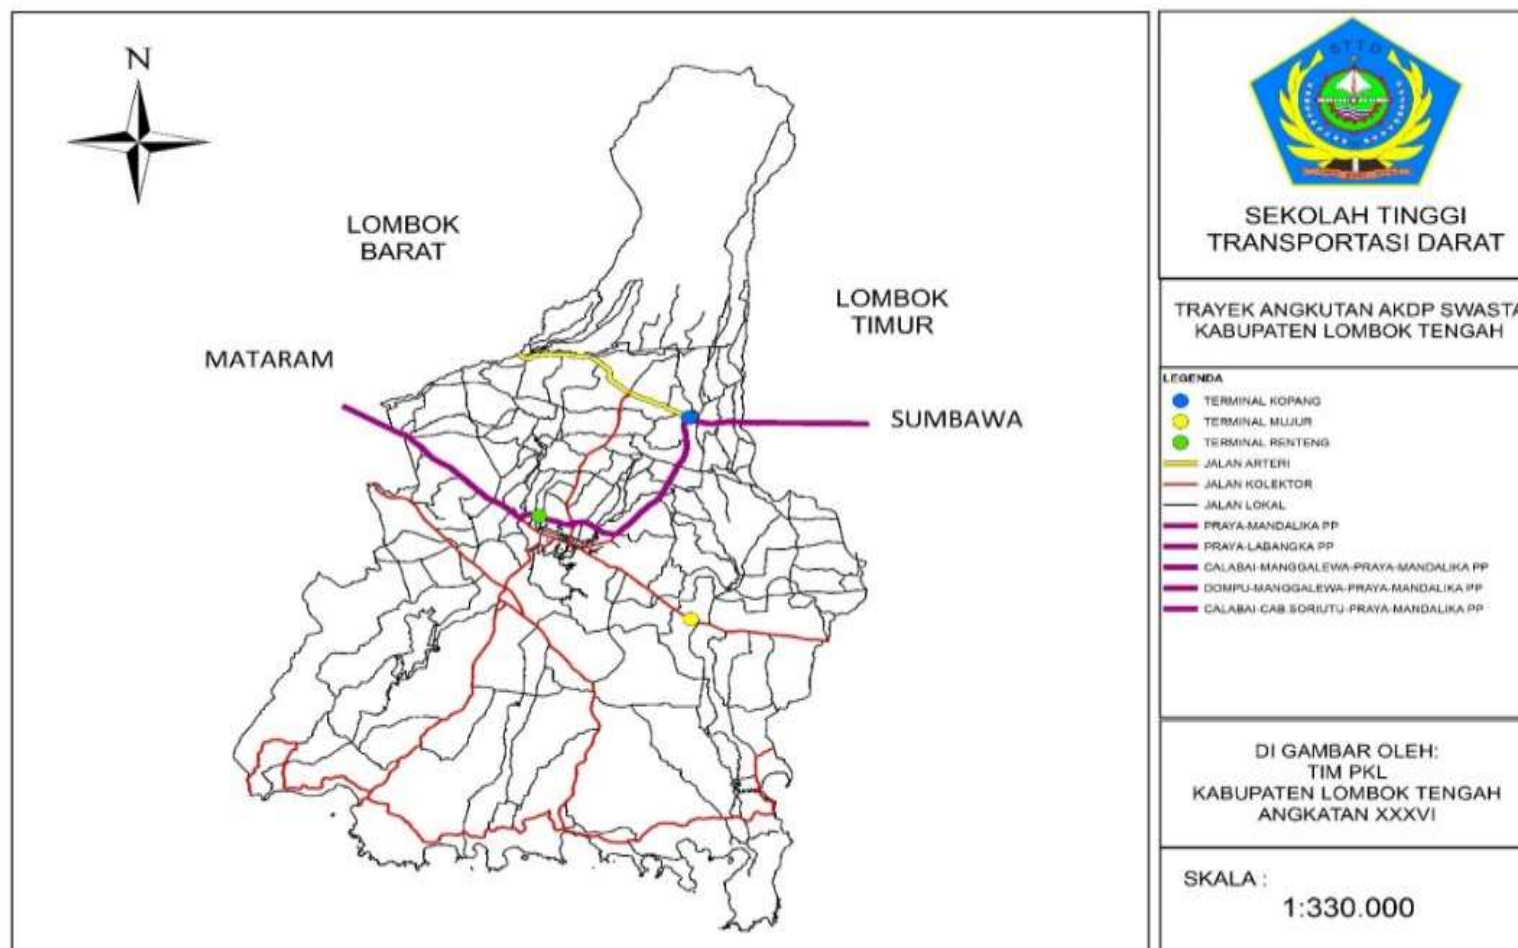 N
LOMBOK
BARAT
LOMBOK
TIMUR
MATARAM
SUMBAWA
STTD
SEKOLAH TINGGI
TRANSPORTASI DARAT
TRAYEK ANGKUTAN AKDP SWASTA
KABUPATEN LOMBOK TENGAH
LEGENDA
TERMINAL KOPANG
TERMINAL MUJUR
TERMINAL RENTENG
JALAN ARTERI
JALAN KOLEKTOR
JALAN LOKAL
PRAYA-MANDALIKA PP
PRAYA-LABANGKA PP
CALABAI-MANGGALEWA-PRAYA-MANDALIKA PP
DOMPU-MANGGALEWA-PRAYA-MANDALIKA PP
CALABAI-CAB.SORIUTU-PRAYA-MANDALIKA PP
DI GAMBAR OLEH:
TIM PKL
KABUPATEN LOMBOK TENGAH
ANGKATAN XXXVI
SKALA :
1:330.000